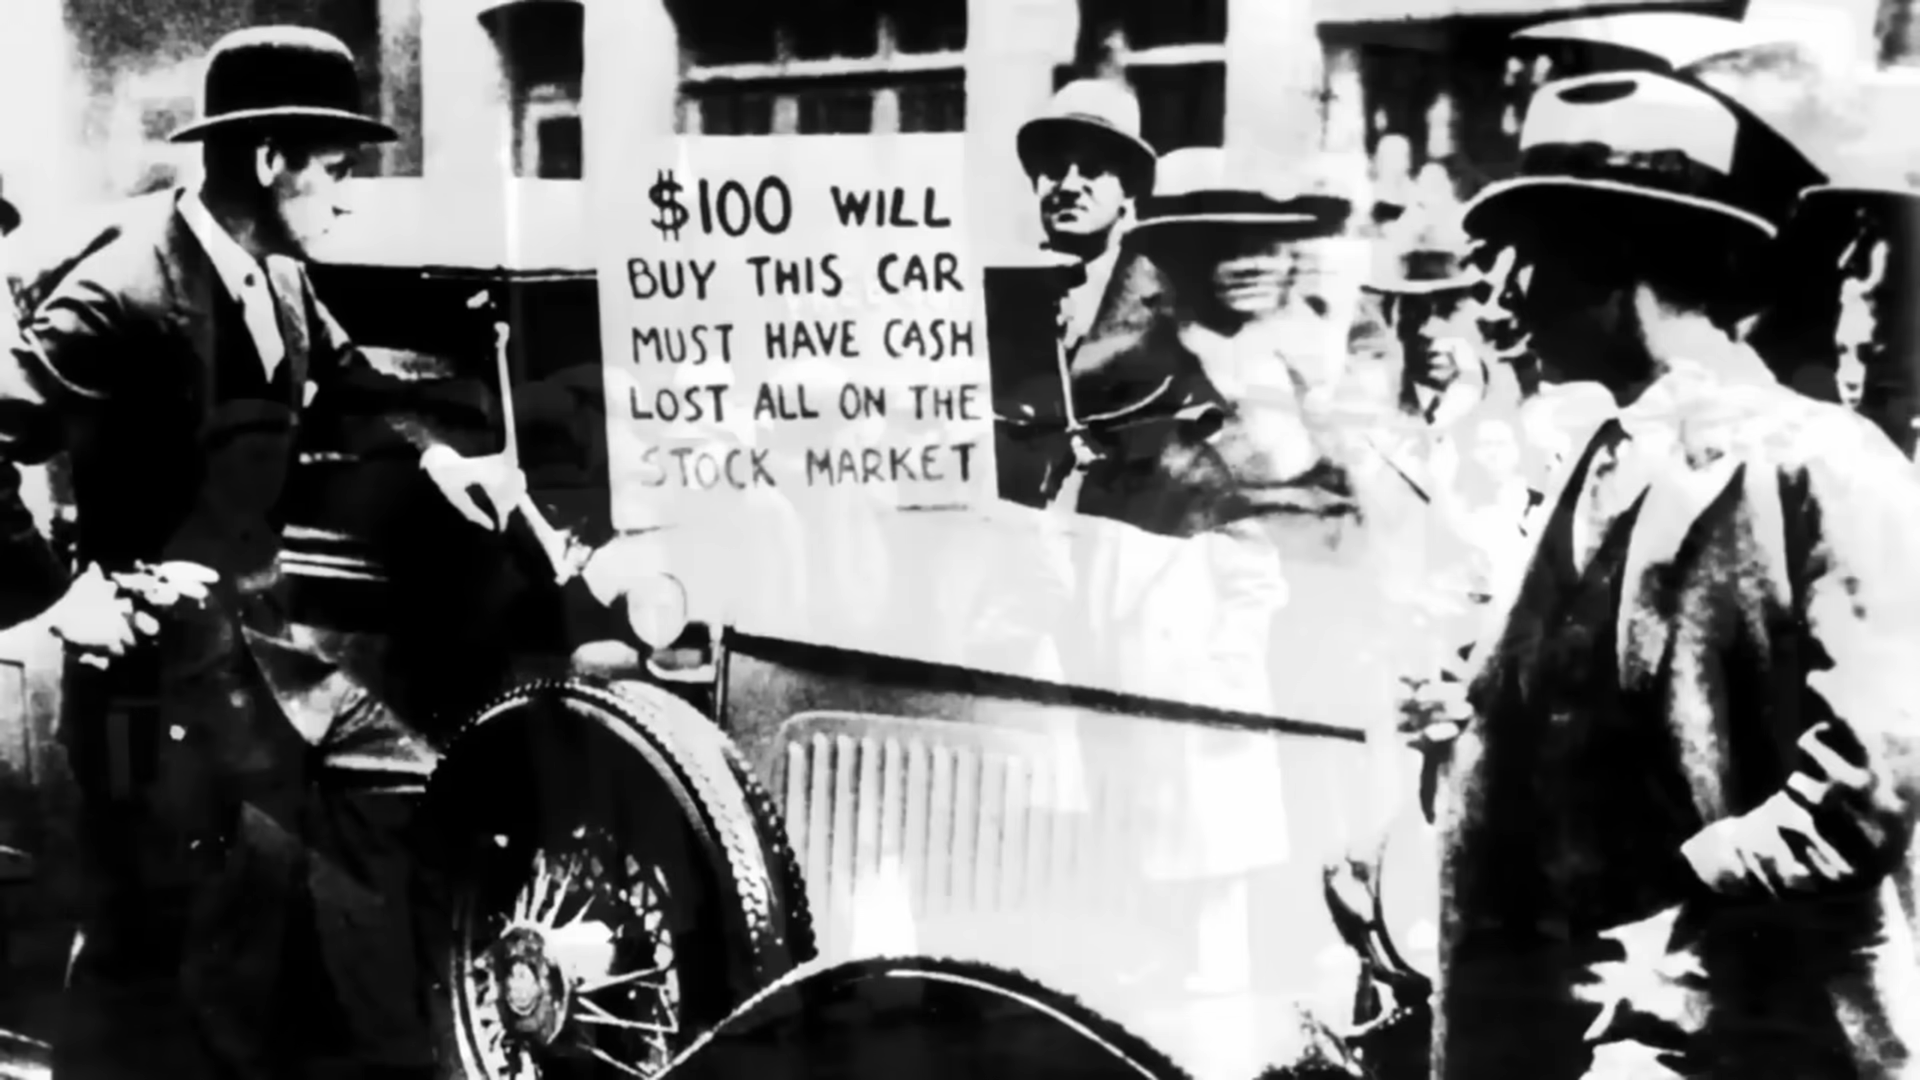 $100 WILL
BUY THIS CAR
MUST HAVE CASH
LOST ALL ON THE
STOCK MARKET